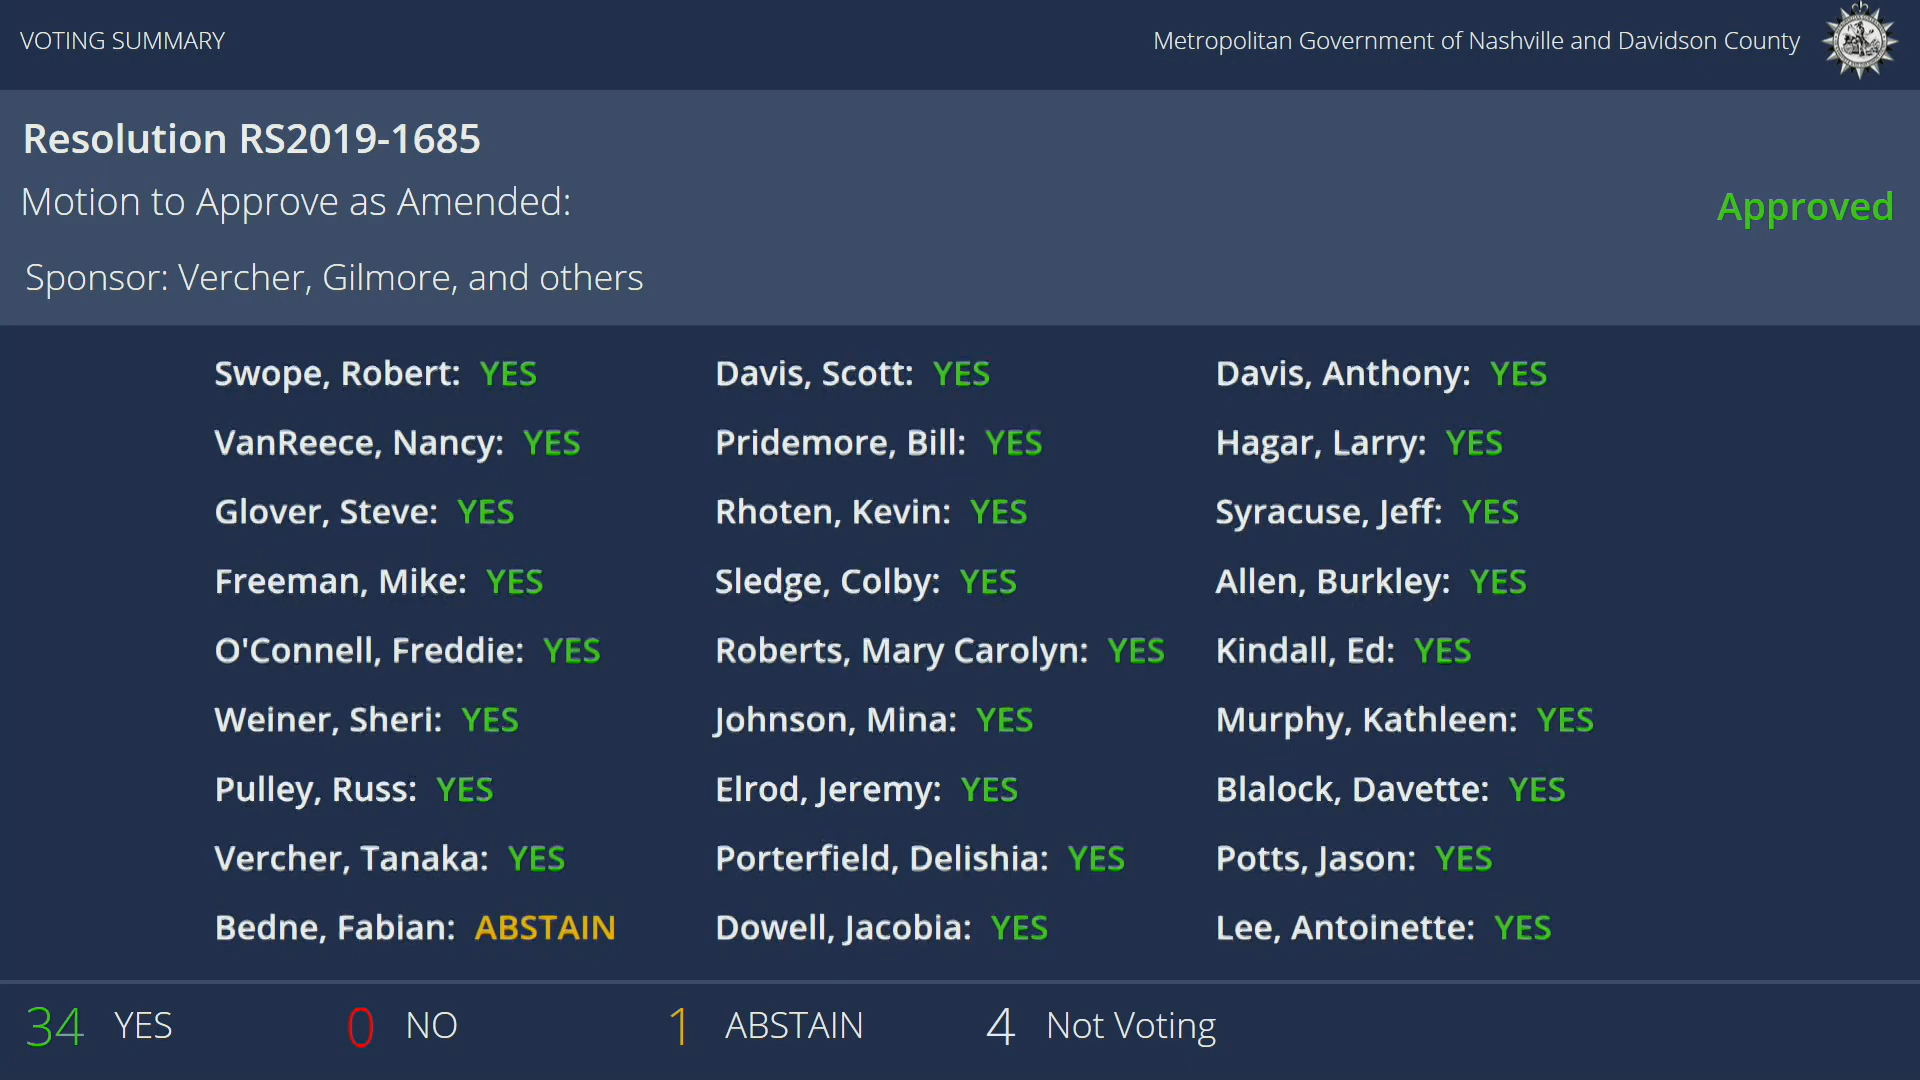 VOTING SUMMARY
Metropolitan Government of Nashville and Davidson County
Resolution RS2019-1685
Motion to Approve as Amended:
Approved
Sponsor: Vercher, Gilmore, and others
Swope, Robert: YES
Davis, Scott: YES
Davis, Anthony: YES
VanReece, Nancy: YES
Pridemore, Bill: YES
Hagar, Larry: YES
Glover, Steve: YES
Rhoten, Kevin: YES
Syracuse, Jeff: YES
Freeman, Mike: YES
Sledge, Colby: YES
Allen, Burkley: YES
O'Connell, Freddie: YES
Roberts, Mary Carolyn: YES
Kindall, Ed: YES
Weiner, Sheri: YES
Johnson, Mina: YES
Murphy, Kathleen: YES
Pulley, Russ: YES
Elrod, Jeremy: YES
Blalock, Davette: YES
Vercher, Tanaka: YES
Porterfield, Delishia: YES
Potts, Jason: YES
Bedne, Fabian: ABSTAIN
Dowell, Jacobia: YES
Lee, Antoinette: YES
34 YES
0 NO
1 ABSTAIN
4 Not Voting